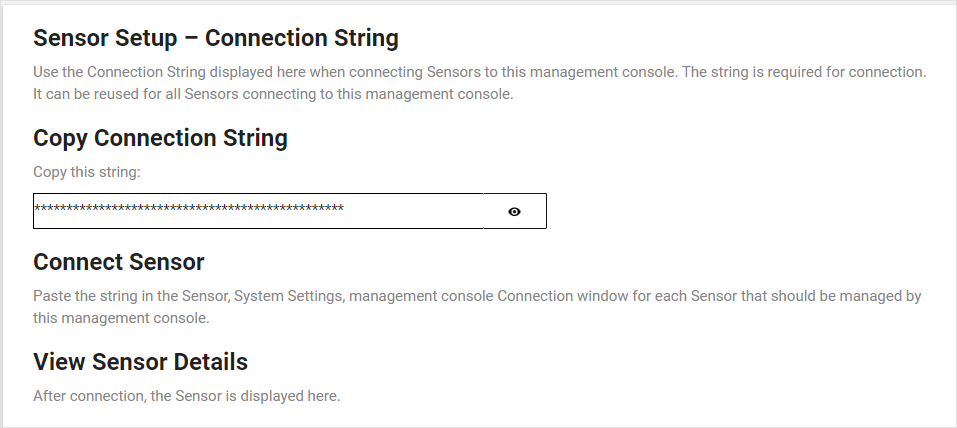 Sensor Setup – Connection String
Use the Connection String displayed here when connecting Sensors to this management console. The string is required for connection.
It can be reused for all Sensors connecting to this management console.
Copy Connection String
Copy this string:
************************************************
Connect Sensor
Paste the string in the Sensor, System Settings, management console Connection window for each Sensor that should be managed by
this management console.
View Sensor Details
After connection, the Sensor is displayed here.